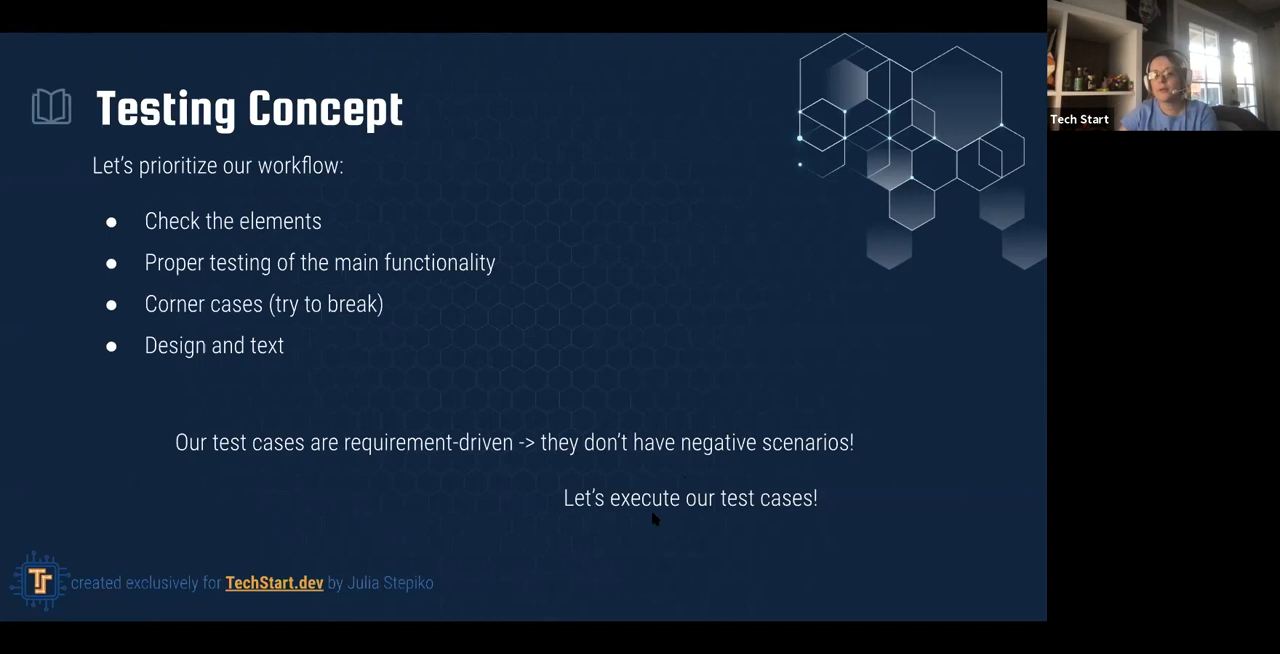 Testing Concept
Let’s prioritize our workflow:
● Check the elements
● Proper testing of the main functionality
● Corner cases (try to break)
● Design and text
Our test cases are requirement-driven -> they don’t have negative scenarios!
Let’s execute our test cases!
TS created exclusively for TechStart.dev by Julia Stepiko
Tech Start